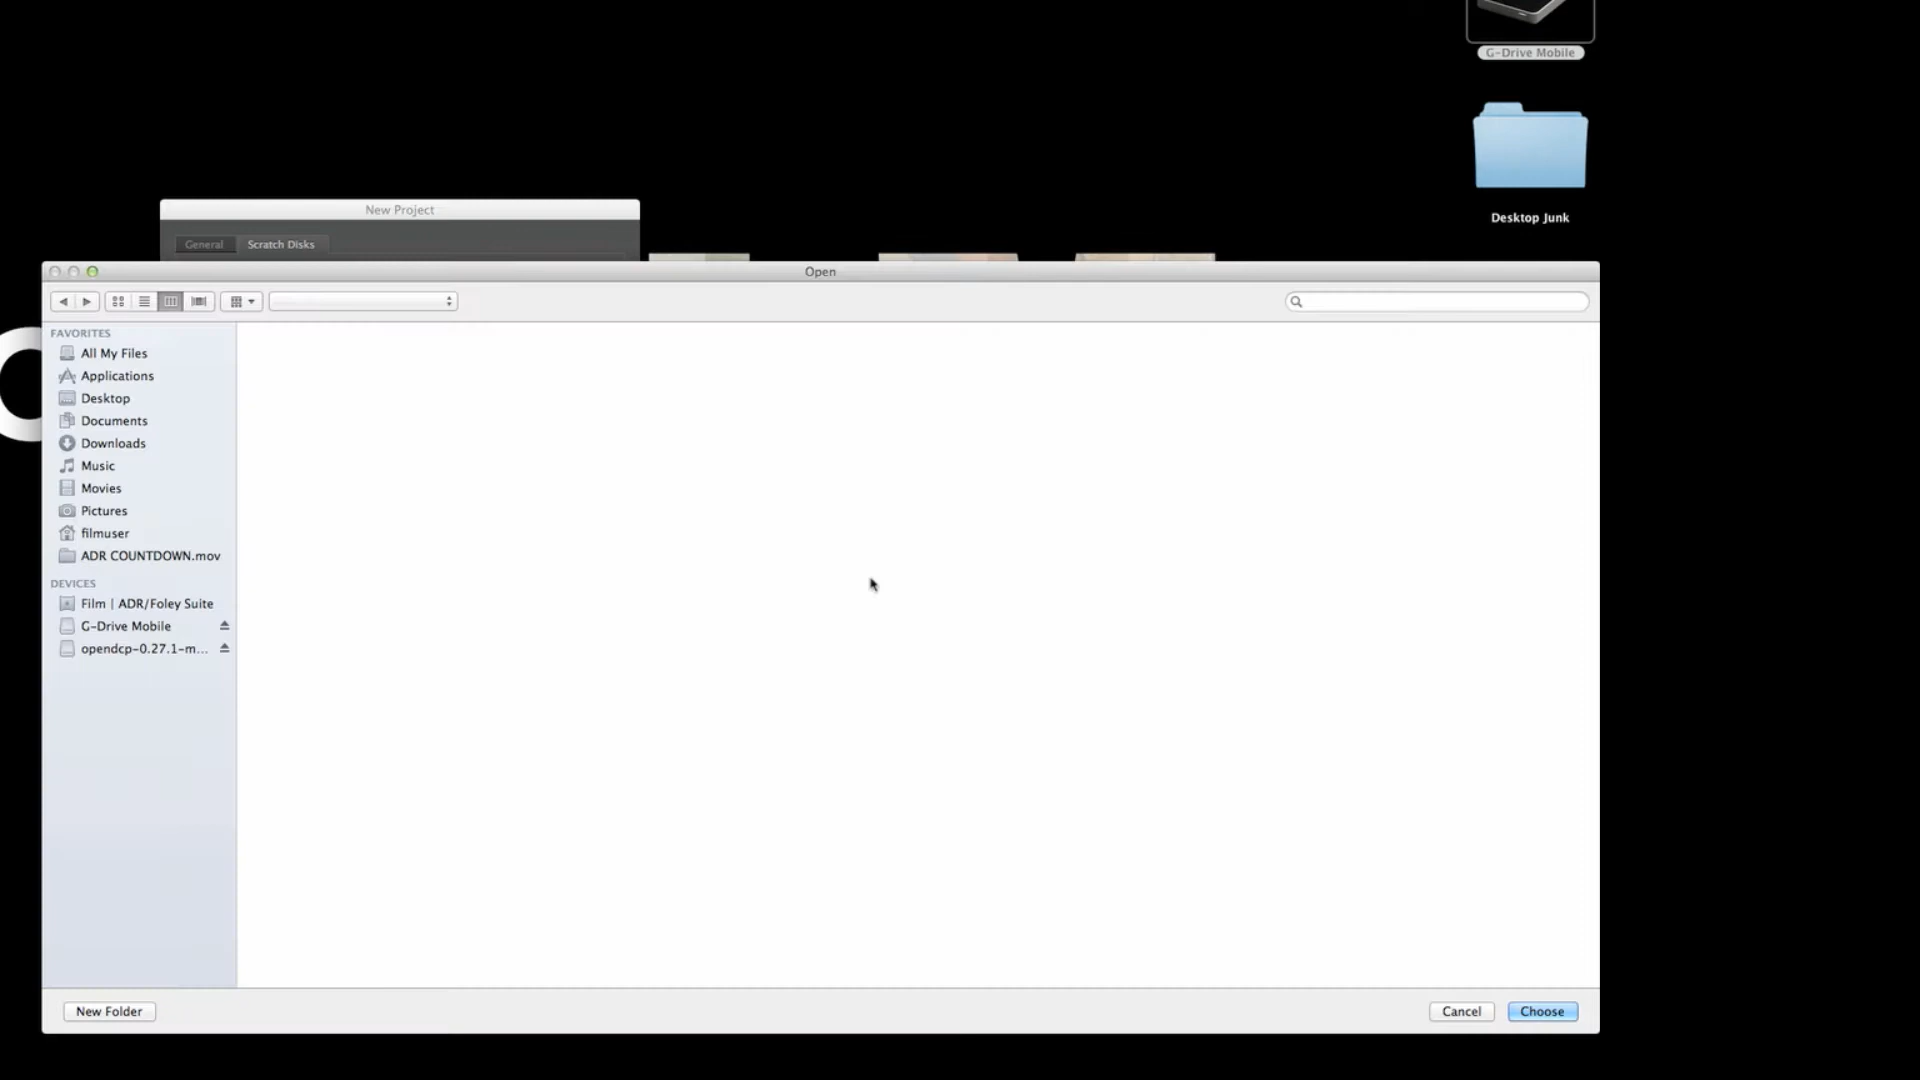 G-Drive Mobile
Desktop Junk
New Project
General
Scratch Disks
Open
FAVORITES
All My Files
Applications
Desktop
Documents
Downloads
Music
Movies
Pictures
filmuser
ADR COUNTDOWN.mov
DEVICES
Film | ADR/Foley Suite
G-Drive Mobile
opendcp-0.27.1-m...
New Folder
Cancel
Choose